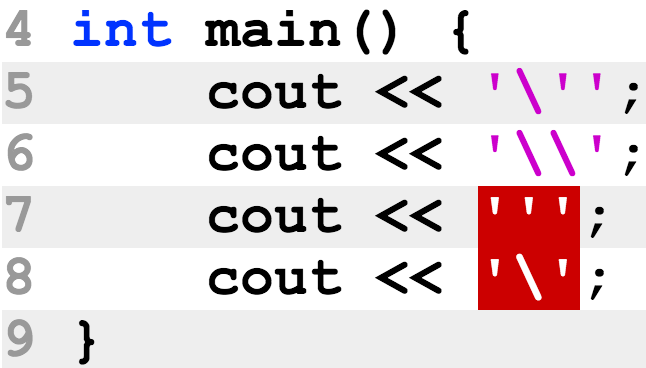 4 int main() {
5     cout << '\'';
6     cout << '\\';
7     cout << ''';
8     cout << '\';
9 }